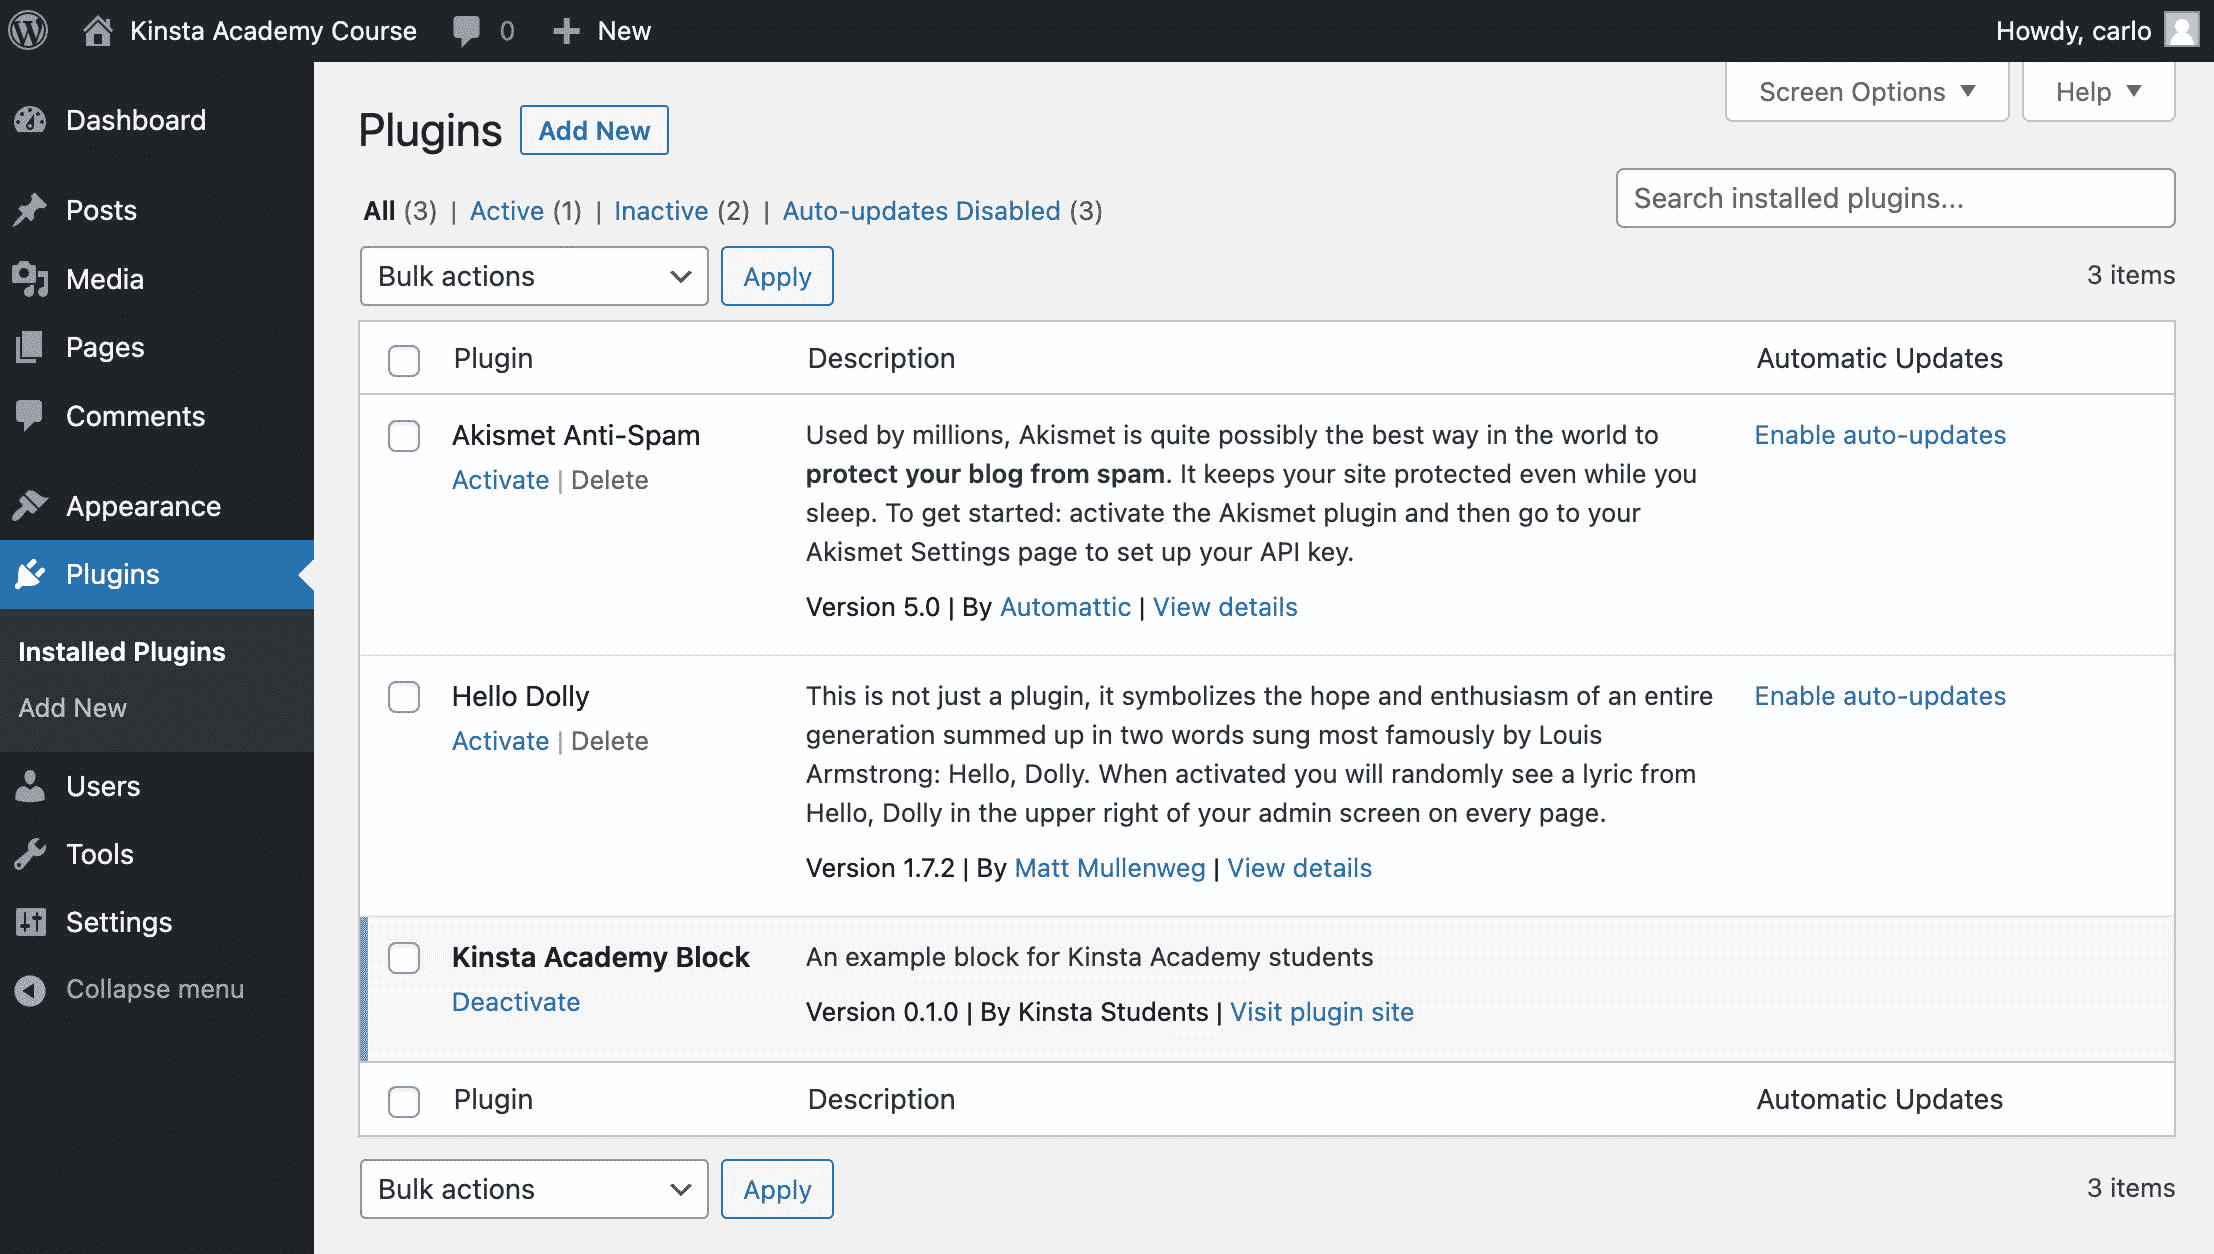 Kinsta Academy Course 0 New Howdy, carlo
Screen Options Help
Dashboard
Posts
Media
Pages
Comments
Appearance
Plugins
Installed Plugins
Add New
Users
Tools
Settings
Collapse menu
Plugins Add New
All (3) | Active (1) | Inactive (2) | Auto-updates Disabled (3)
Search installed plugins...
Bulk actions Apply
3 items
Plugin Description Automatic Updates
Akismet Anti-Spam
Activate | Delete
Used by millions, Akismet is quite possibly the best way in the world to
protect your blog from spam. It keeps your site protected even while you
sleep. To get started: activate the Akismet plugin and then go to your
Akismet Settings page to set up your API key.
Version 5.0 | By Automattic | View details
Enable auto-updates
Hello Dolly
Activate | Delete
This is not just a plugin, it symbolizes the hope and enthusiasm of an entire
generation summed up in two words sung most famously by Louis
Armstrong: Hello, Dolly. When activated you will randomly see a lyric from
Hello, Dolly in the upper right of your admin screen on every page.
Version 1.7.2 | By Matt Mullenweg | View details
Enable auto-updates
Kinsta Academy Block
Deactivate
An example block for Kinsta Academy students
Version 0.1.0 | By Kinsta Students | Visit plugin site
Plugin Description Automatic Updates
Bulk actions Apply
3 items